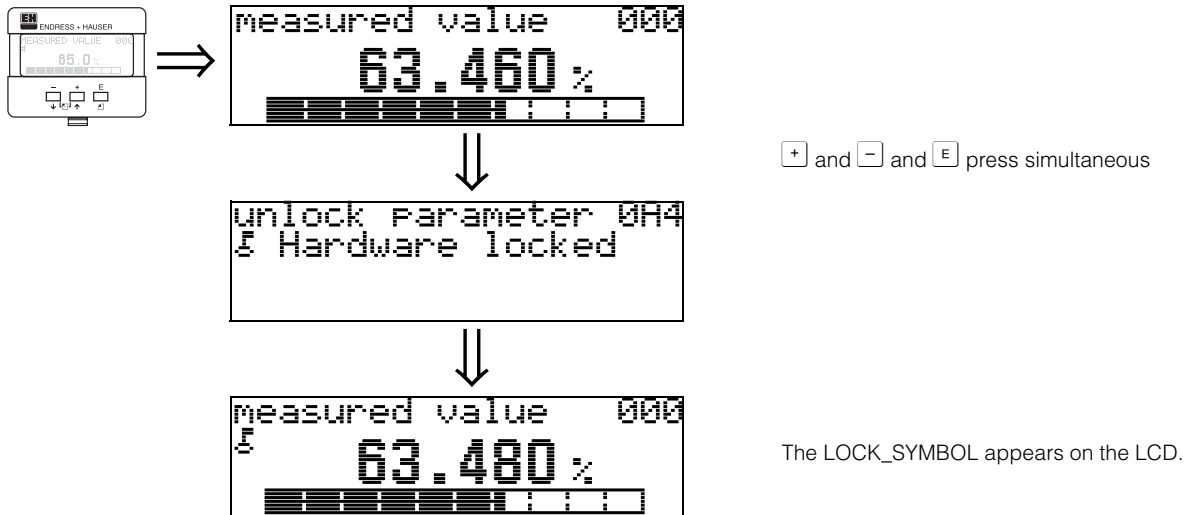 EH ENDRESS + HAUSER
MEASURED VALUE 000
#
65.0 %
- + E
measured value 000
63.460 %
+ and - and E press simultaneous
unlock parameter 0A4
Hardware locked
measured value 000
63.480 %
The LOCK_SYMBOL appears on the LCD.